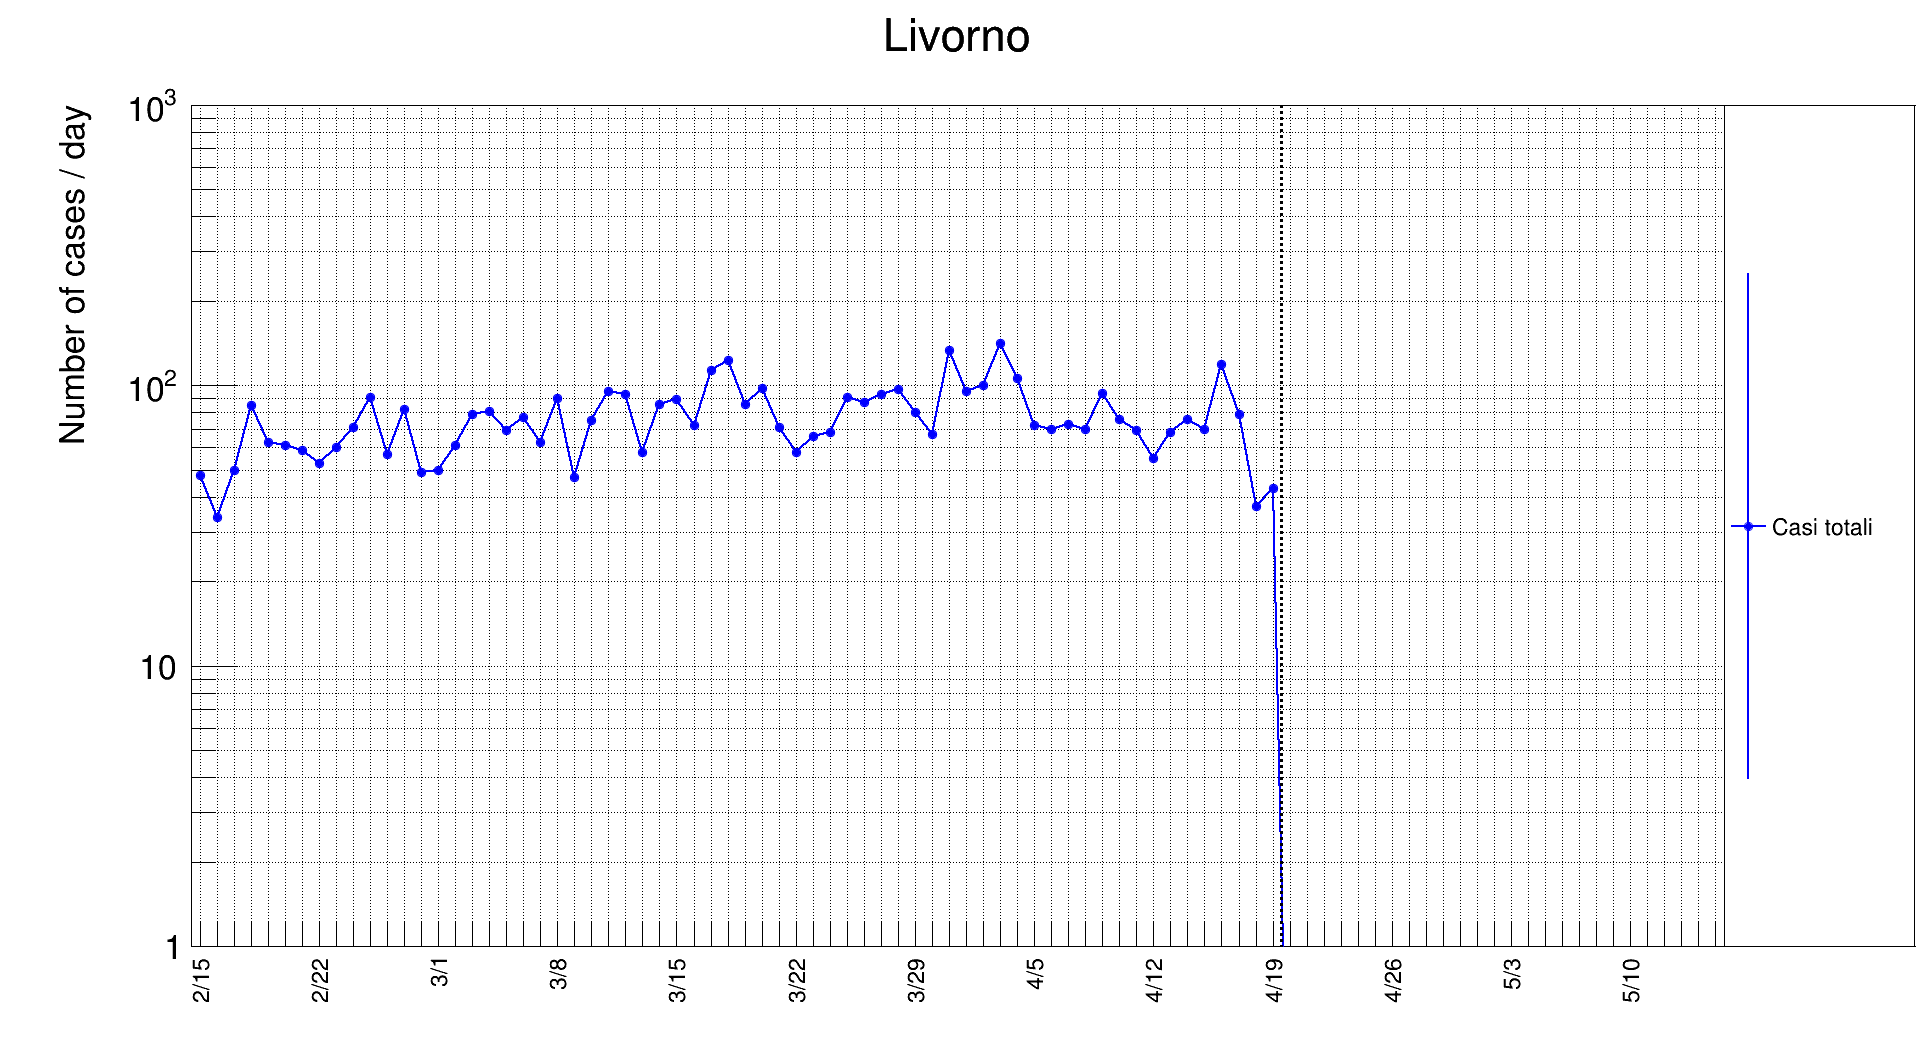 Livorno
Number of cases / day
10³
10²
10
1
2/15 2/22 3/1 3/8 3/15 3/22 3/29 4/5 4/12 4/19 4/26 5/3 5/10
Casi totali